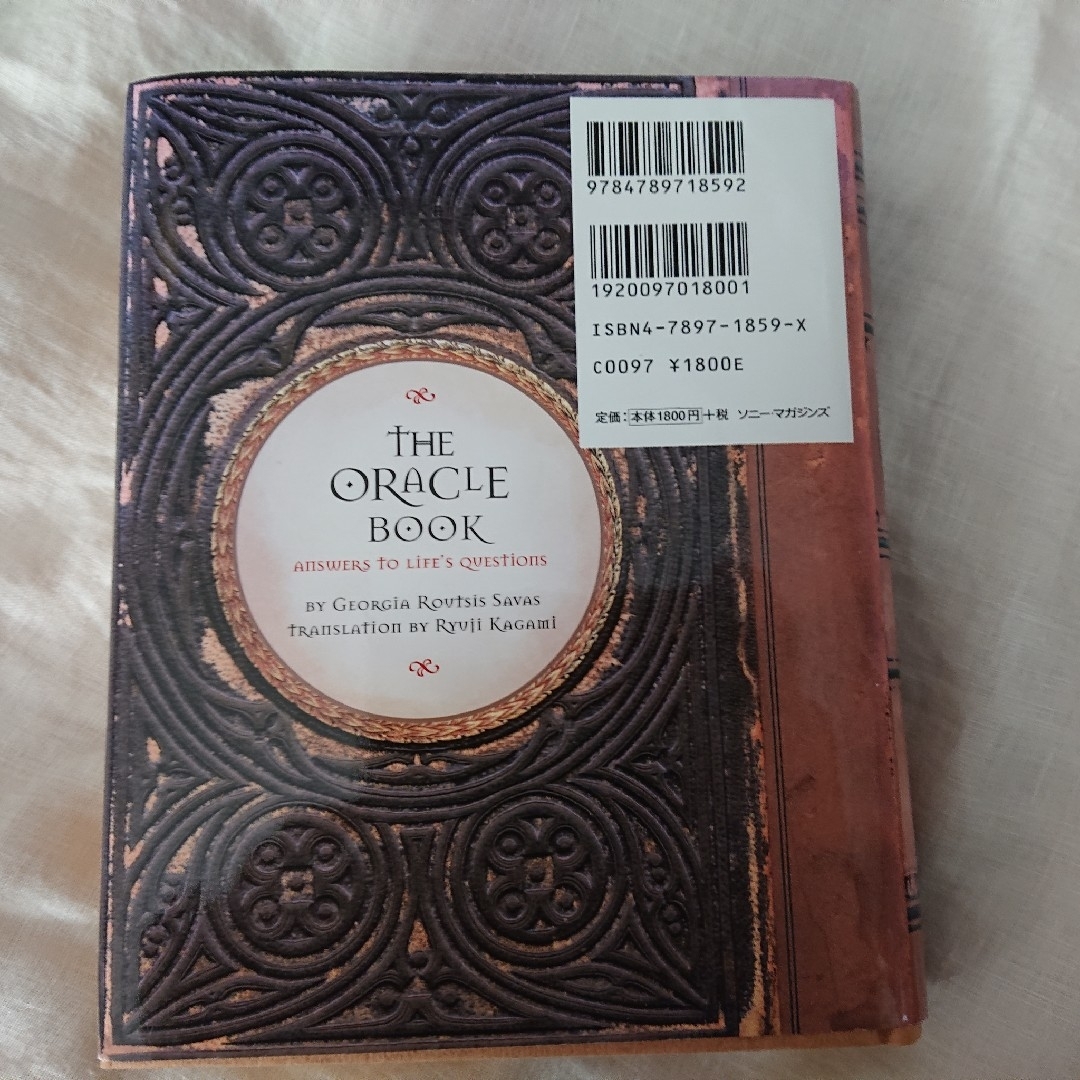 9784789718592
1920097018001
ISBN4-7897-1859-X
C0097 ¥1800E
定価:本体1800円+税 ソニー・マガジンズ
THE
ORACLE
BOOK
ANSWERS TO LIFE'S QUESTIONS
BY GEORGIA ROUTSIS SAVAS
TRANSLATION BY RYUJI KAGAMI